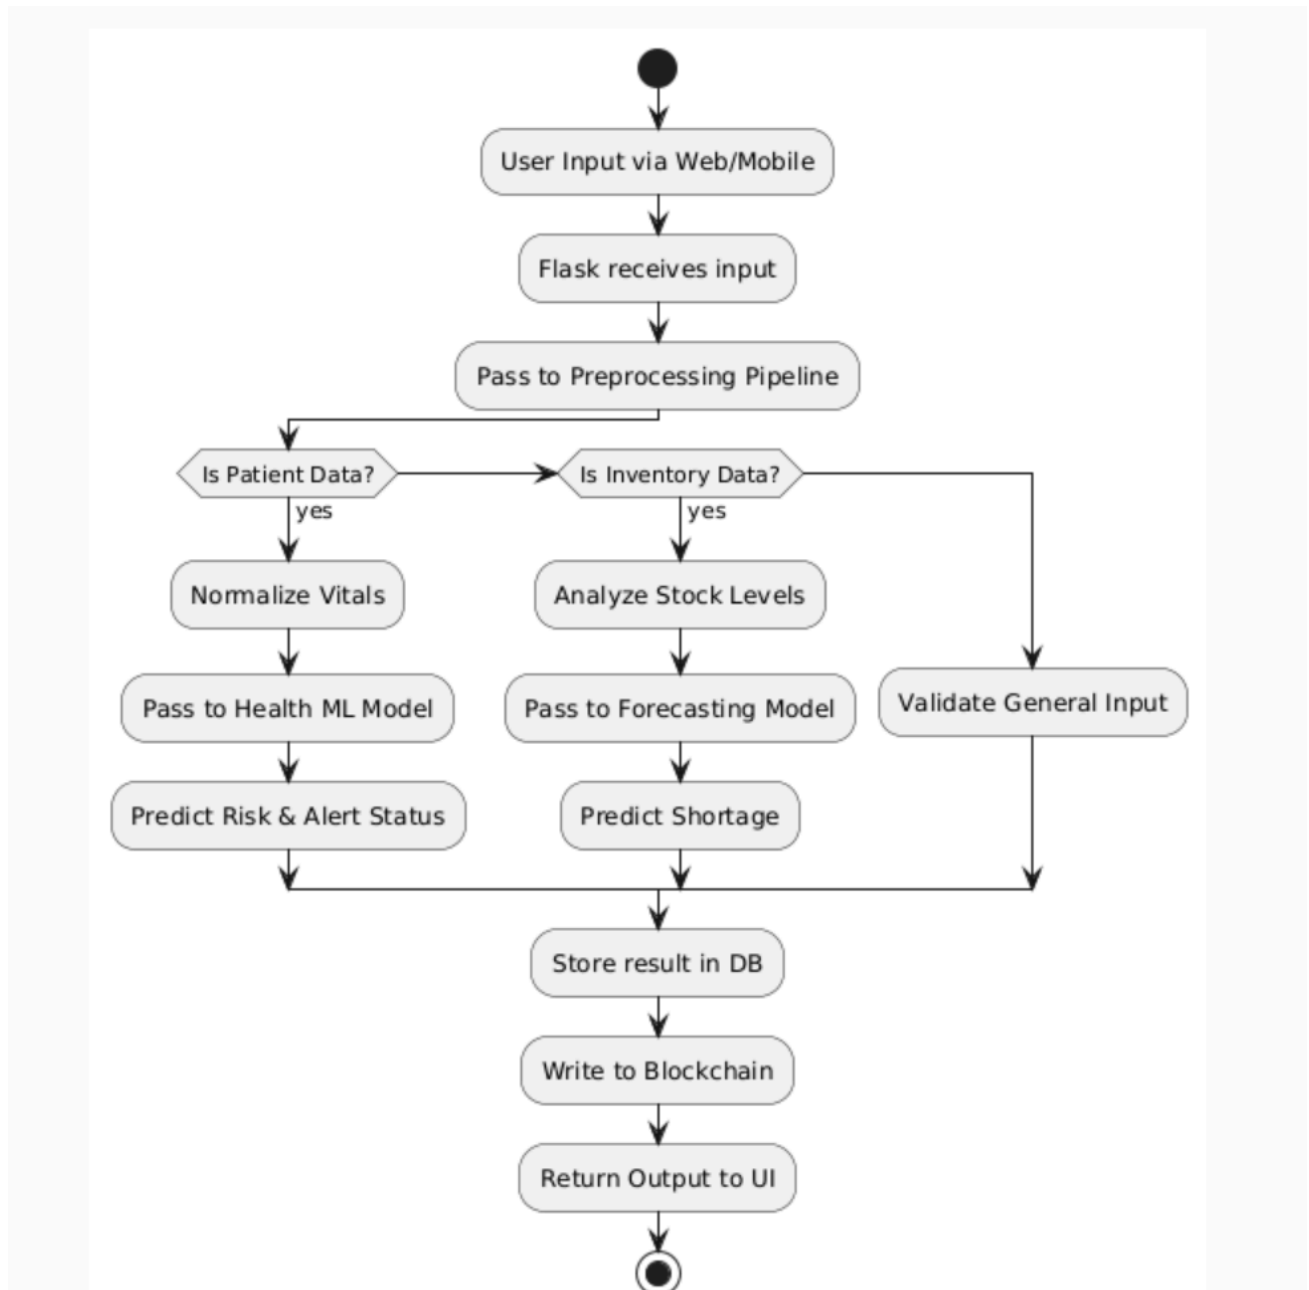 User Input via Web/Mobile
Flask receives input
Pass to Preprocessing Pipeline
Is Patient Data?
Is Inventory Data?
yes
yes
Normalize Vitals
Analyze Stock Levels
Pass to Health ML Model
Pass to Forecasting Model
Validate General Input
Predict Risk & Alert Status
Predict Shortage
Store result in DB
Write to Blockchain
Return Output to UI